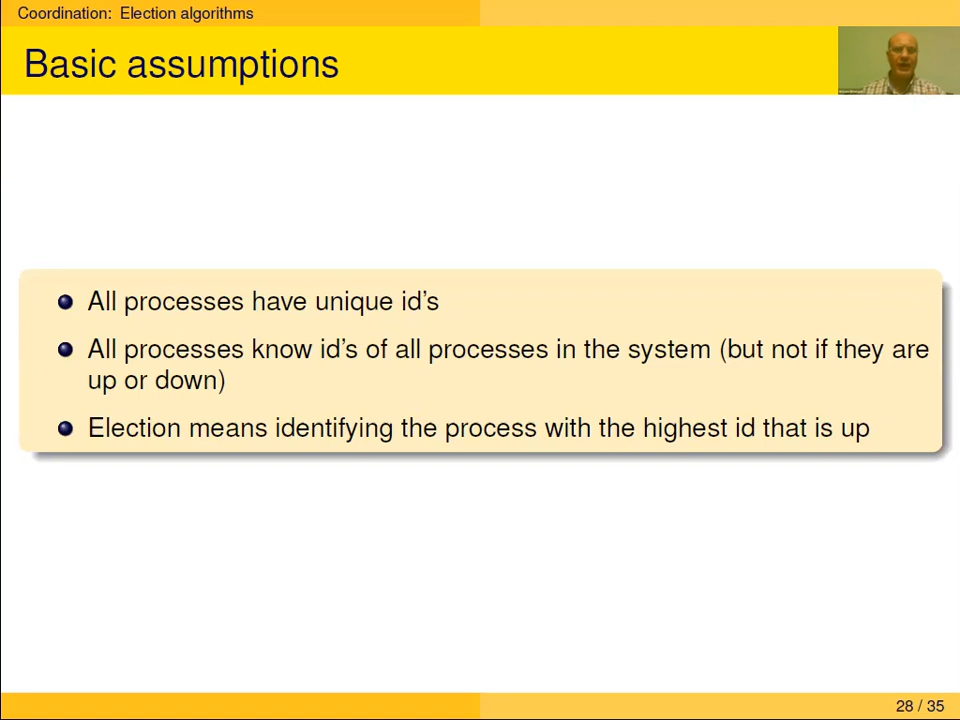 Coordination: Election algorithms
Basic assumptions
All processes have unique id's
All processes know id's of all processes in the system (but not if they are
up or down)
Election means identifying the process with the highest id that is up
28 / 35